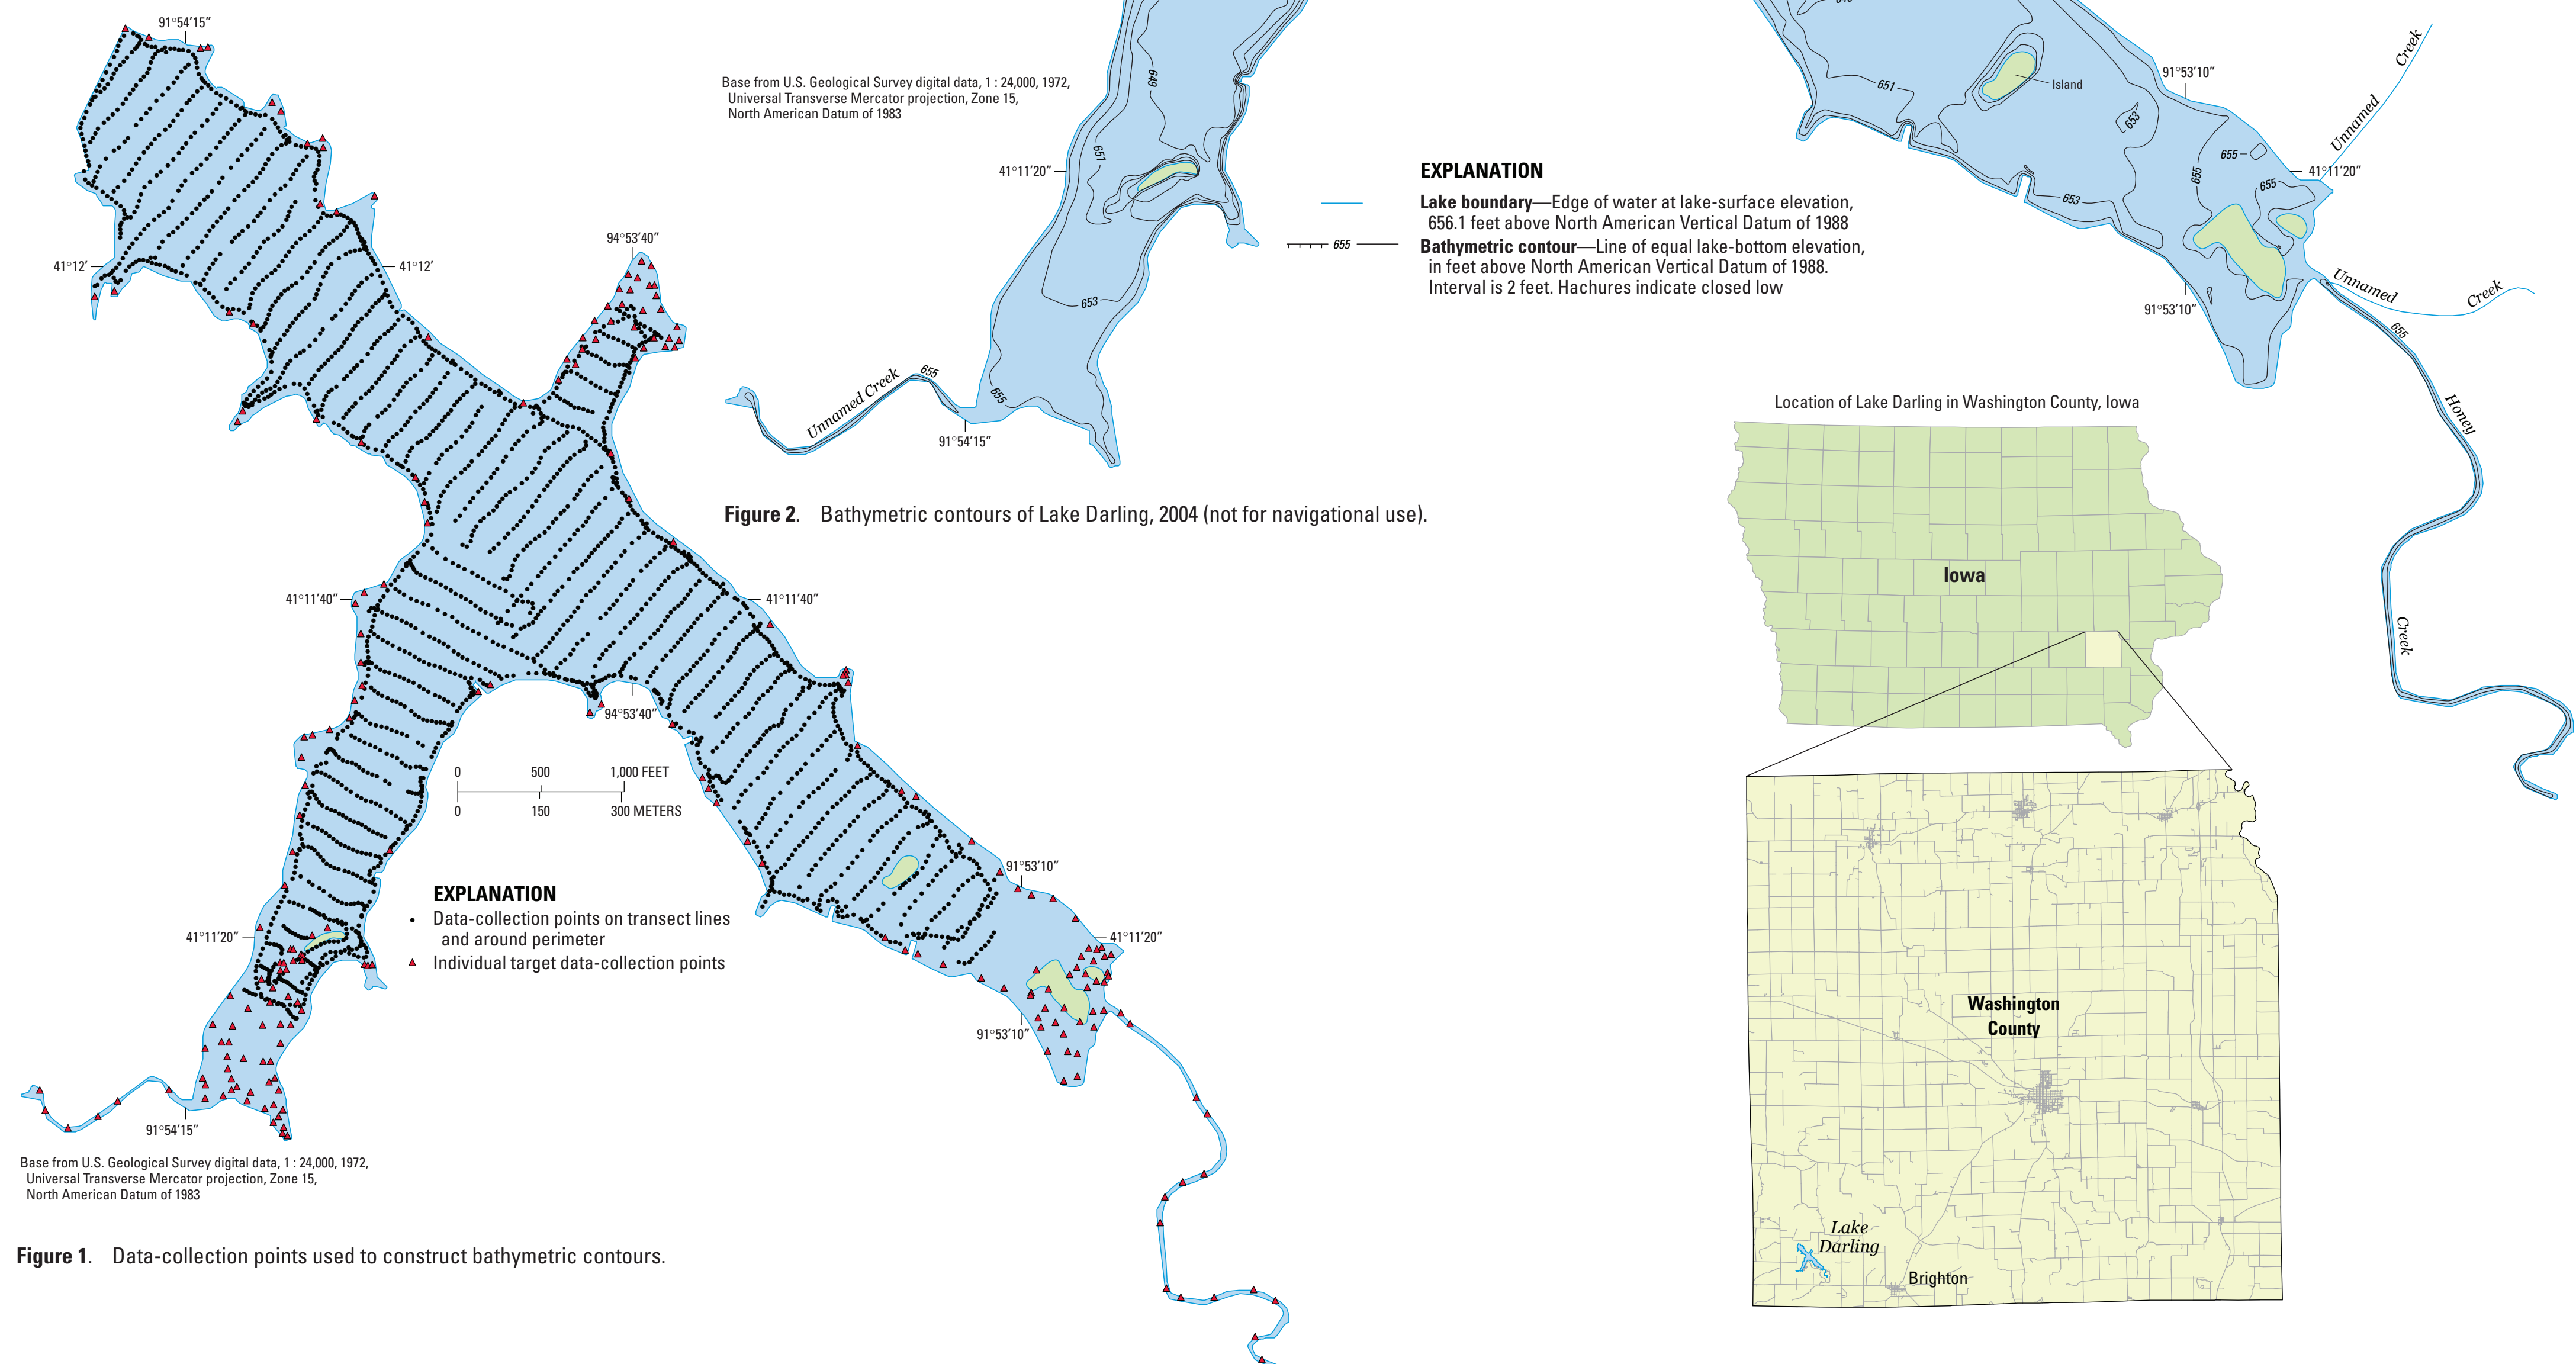 91°54'15"
94°53'40"
41°12'
41°12'
41°11'40"
41°11'40"
94°53'40"
0 500 1,000 FEET
0 150 300 METERS
91°53'10"
EXPLANATION
Data-collection points on transect lines
and around perimeter
Individual target data-collection points
41°11'20"
41°11'20"
91°53'10"
91°54'15"
Base from U.S. Geological Survey digital data, 1 : 24,000, 1972,
Universal Transverse Mercator projection, Zone 15,
North American Datum of 1983
Figure 1. Data-collection points used to construct bathymetric contours.
Base from U.S. Geological Survey digital data, 1 : 24,000, 1972,
Universal Transverse Mercator projection, Zone 15,
North American Datum of 1983
649
651
41°11'20"
653
655
Unnamed Creek
655
91°54'15"
EXPLANATION
Lake boundary—Edge of water at lake-surface elevation,
656.1 feet above North American Vertical Datum of 1988
655
Bathymetric contour—Line of equal lake-bottom elevation,
in feet above North American Vertical Datum of 1988.
Interval is 2 feet. Hachures indicate closed low
Figure 2. Bathymetric contours of Lake Darling, 2004 (not for navigational use).
651
Island
91°53'10"
653
655
655
655
653
41°11'20"
Unnamed Creek
Unnamed Creek
91°53'10"
655
Honey
Creek
Location of Lake Darling in Washington County, Iowa
Iowa
Washington
County
Lake
Darling
Brighton